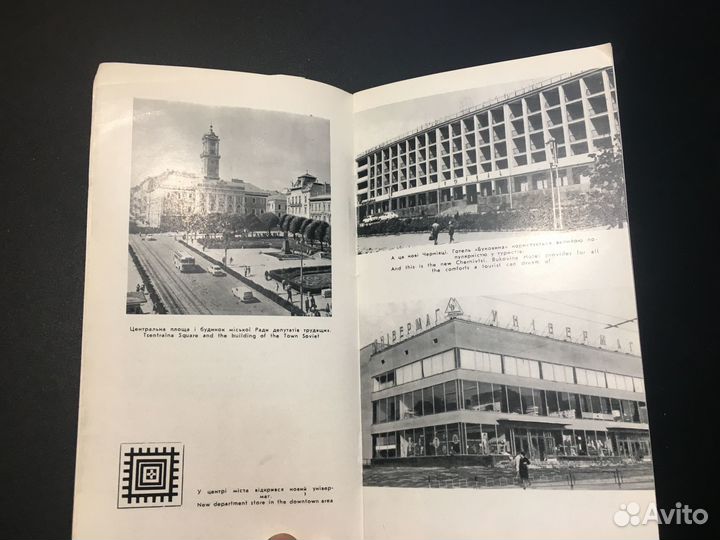 Центральна площа і будинок міської Ради депутатів трудящих.
Tsentralna Square and the building of the Town Soviet
У центрі міста відкрився новий універ-
маг.
New department store in the downtown area
ГОТЕЛЬ
А це нові Чернівці. Готель «Буковина» користується великою по-
пулярністю у туристів.
And this is the new Chernivtsi. Bukovina Hotel provides for all
the comforts a tourist can dream of
УНІВЕРМАГ УНІВЕРМАГ
Avito